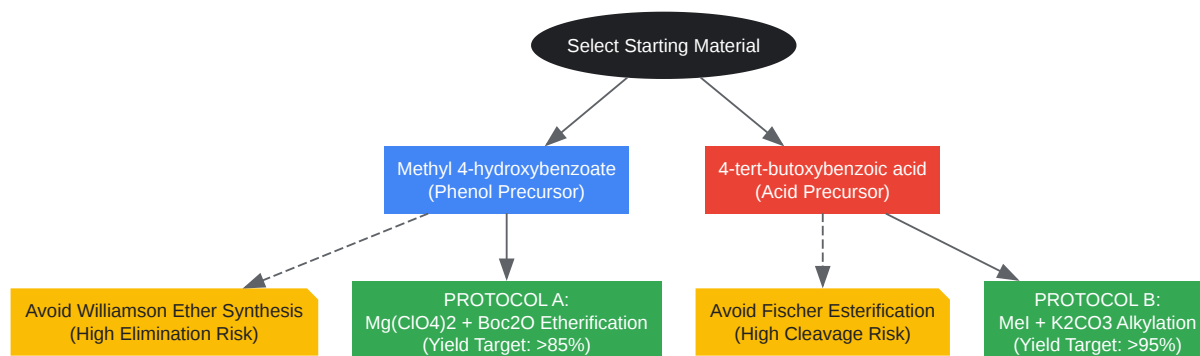 Select Starting Material
Methyl 4-hydroxybenzoate
(Phenol Precursor)
4-tert-butoxybenzoic acid
(Acid Precursor)
Avoid Williamson Ether Synthesis
(High Elimination Risk)
PROTOCOL A:
Mg(ClO4)2 + Boc2O Etherification
(Yield Target: >85%)
Avoid Fischer Esterification
(High Cleavage Risk)
PROTOCOL B:
MeI + K2CO3 Alkylation
(Yield Target: >95%)